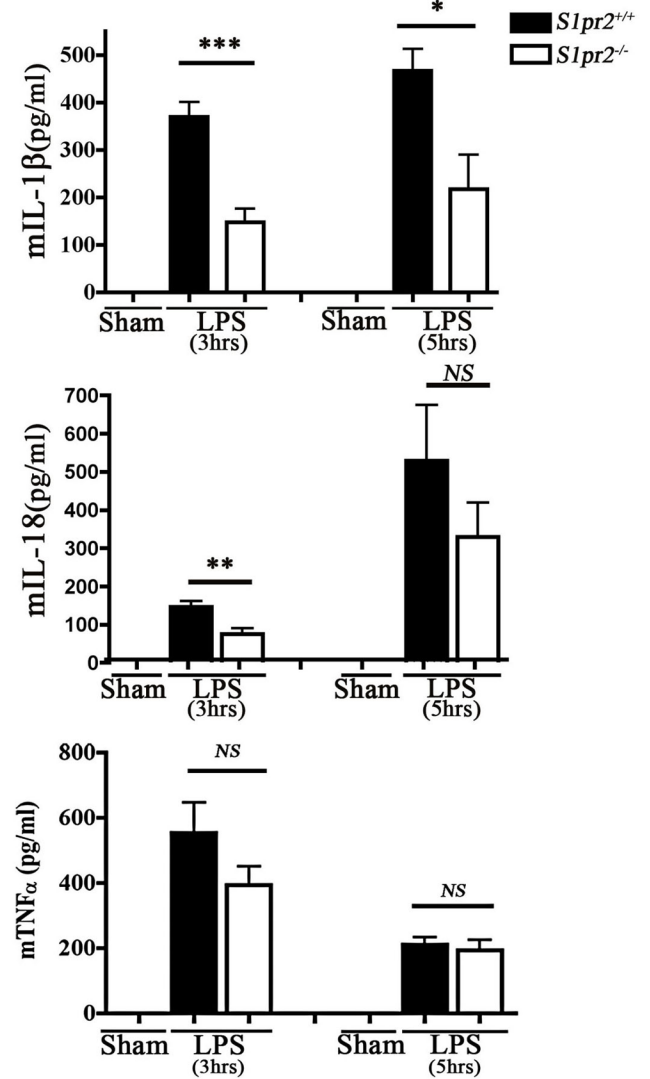 S1pr2+/+
S1pr2-/-
*** *
mIL-1β(pg/ml)
500
400
300
200
100
0
Sham LPS Sham LPS
(3hrs) (5hrs)
NS
**
mIL-18(pg/ml)
700
600
500
400
300
200
100
0
Sham LPS Sham LPS
(3hrs) (5hrs)
NS
NS
mTNFα (pg/ml)
800
600
400
200
0
Sham LPS Sham LPS
(3hrs) (5hrs)